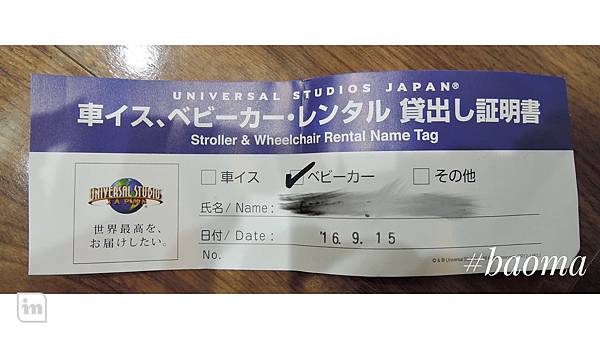 UNIVERSAL STUDIOS JAPAN®
車イス、ベビーカー・レンタル 貸出し証明書
Stroller & Wheelchair Rental Name Tag
車イス ベビーカー その他
UNIVERSAL STUDIOS
JAPAN
世界最高を、
お届けしたい。
氏名/Name:
日付/Date: '16.9.15
No.
© & ® Universal
#baoma
im